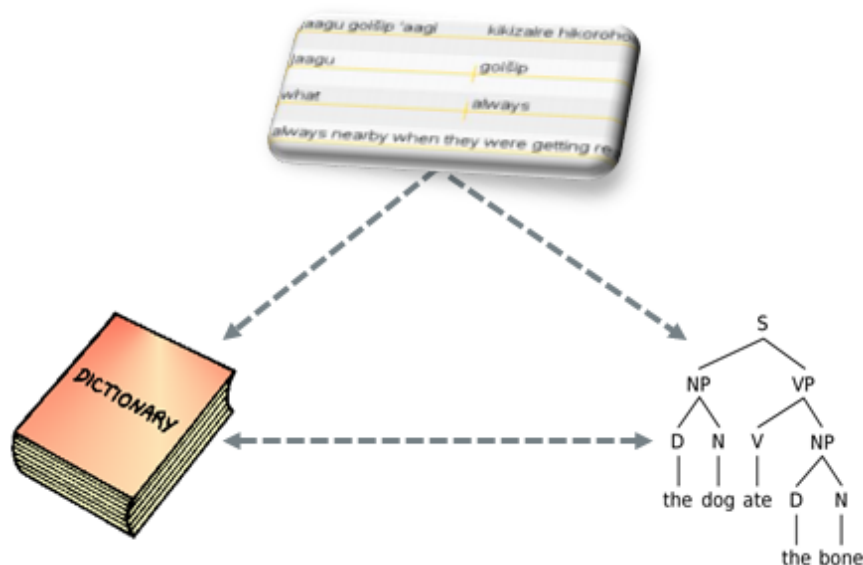 jaagu goišip 'aagi kikizaire hikoroho
jaagu goišip
what always
always nearby when they were getting re
DICTIONARY
S
NP VP
D N V NP
the dog ate D N
the bone